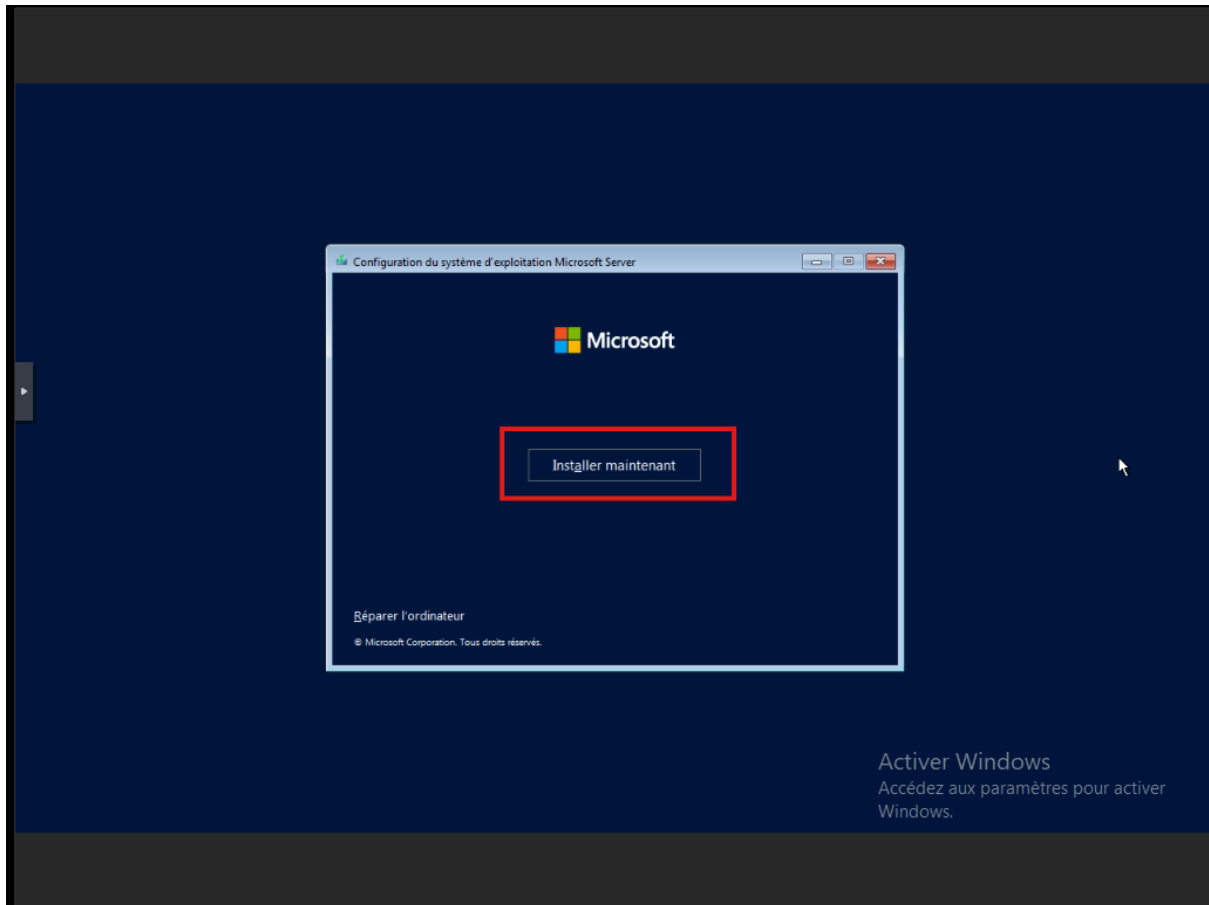 Configuration du système d'exploitation Microsoft Server
Microsoft
Installer maintenant
Réparer l'ordinateur
© Microsoft Corporation. Tous droits réservés.
Activer Windows
Accédez aux paramètres pour activer
Windows.